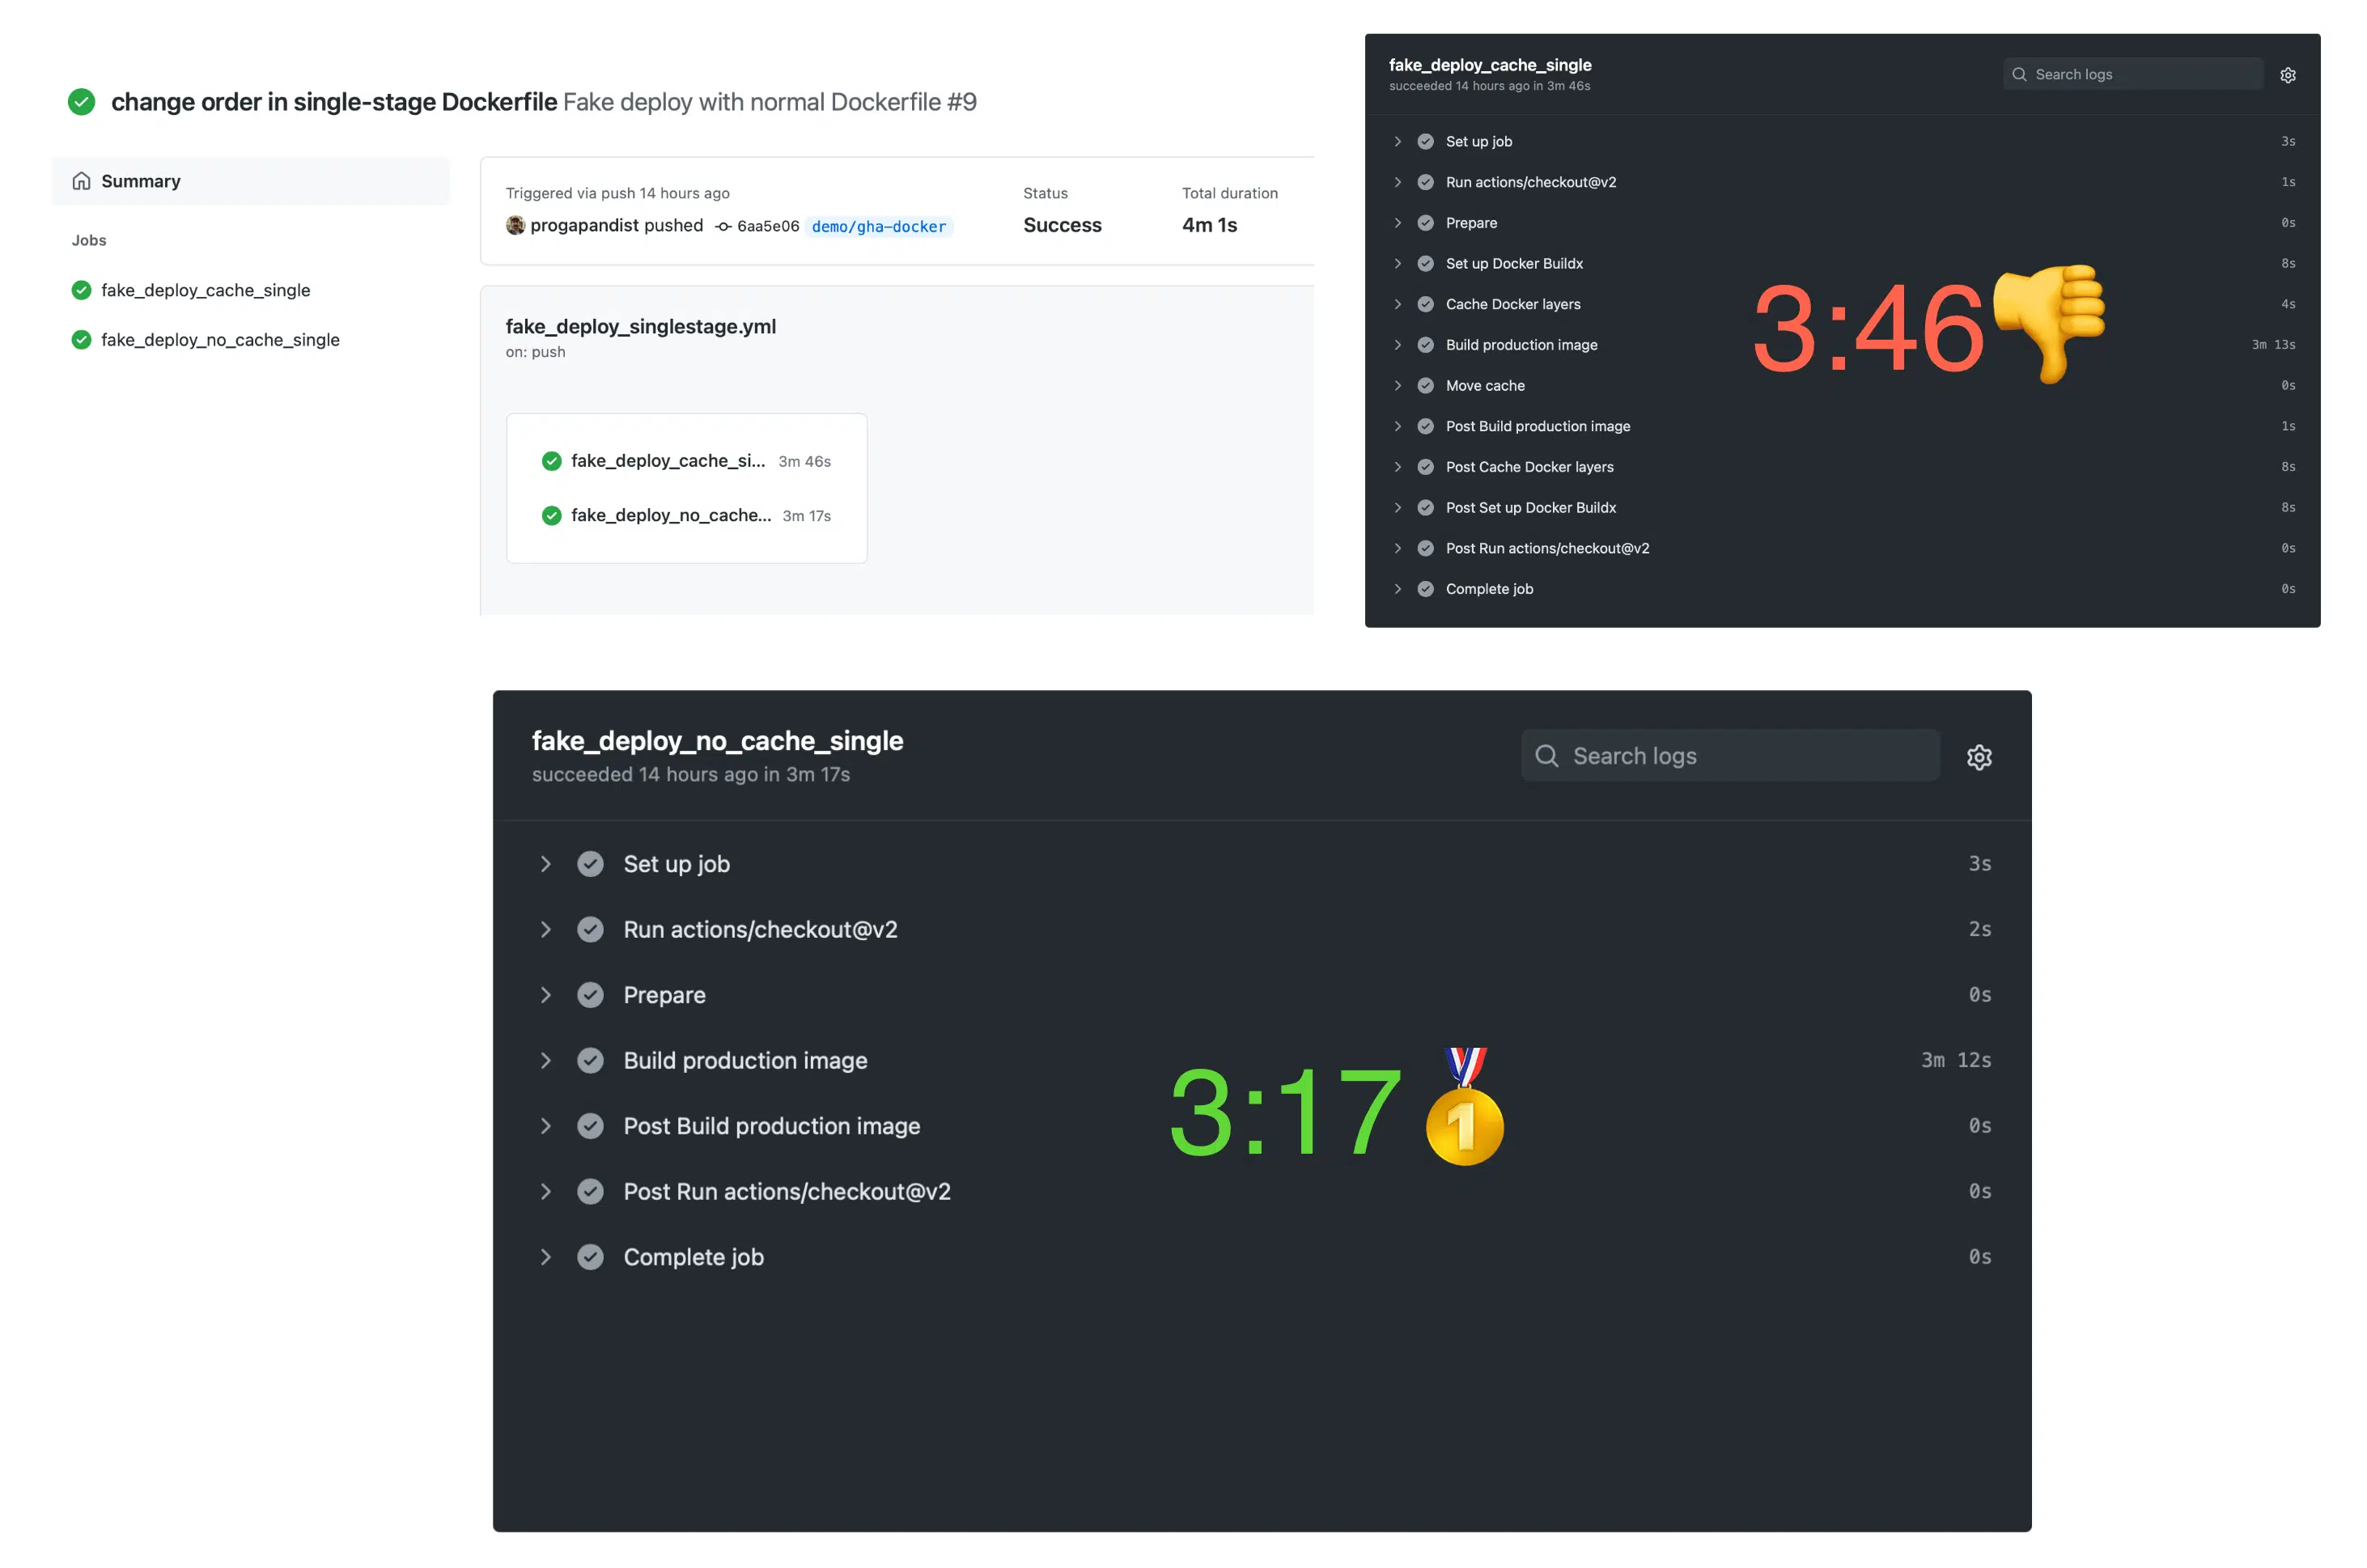 change order in single-stage Dockerfile Fake deploy with normal Dockerfile #9
Summary
Jobs
fake_deploy_cache_single
fake_deploy_no_cache_single
Triggered via push 14 hours ago
progapandist pushed 6aa5e06 demo/gha-docker
Status
Success
Total duration
4m 1s
fake_deploy_singlestage.yml
on: push
fake_deploy_cache_si... 3m 46s
fake_deploy_no_cache... 3m 17s
fake_deploy_cache_single
succeeded 14 hours ago in 3m 46s
Search logs
Set up job 3s
Run actions/checkout@v2 1s
Prepare 0s
Set up Docker Buildx 8s
Cache Docker layers 4s
Build production image 3m 13s
3:46
Move cache 0s
Post Build production image 1s
Post Cache Docker layers 8s
Post Set up Docker Buildx 8s
Post Run actions/checkout@v2 0s
Complete job 0s
fake_deploy_no_cache_single
succeeded 14 hours ago in 3m 17s
Search logs
Set up job 3s
Run actions/checkout@v2 2s
Prepare 0s
Build production image 3m 12s
3:17 1
Post Build production image 0s
Post Run actions/checkout@v2 0s
Complete job 0s